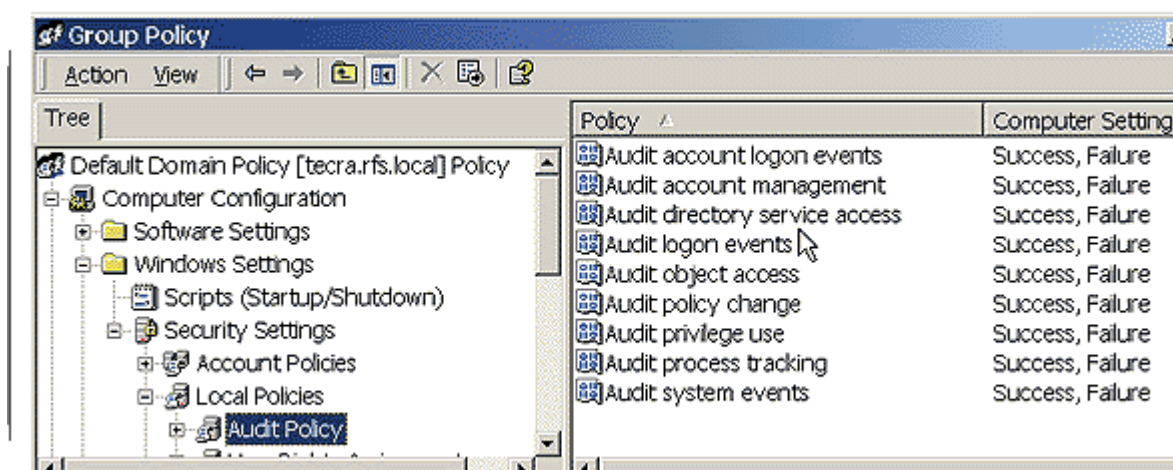 Group Policy
Action View
Tree
Default Domain Policy [tecra.rfs.local] Policy
Computer Configuration
Software Settings
Windows Settings
Scripts (Startup/Shutdown)
Security Settings
Account Policies
Local Policies
Audit Policy
Policy Computer Setting
Audit account logon events Success, Failure
Audit account management Success, Failure
Audit directory service access Success, Failure
Audit logon events Success, Failure
Audit object access Success, Failure
Audit policy change Success, Failure
Audit privilege use Success, Failure
Audit process tracking Success, Failure
Audit system events Success, Failure